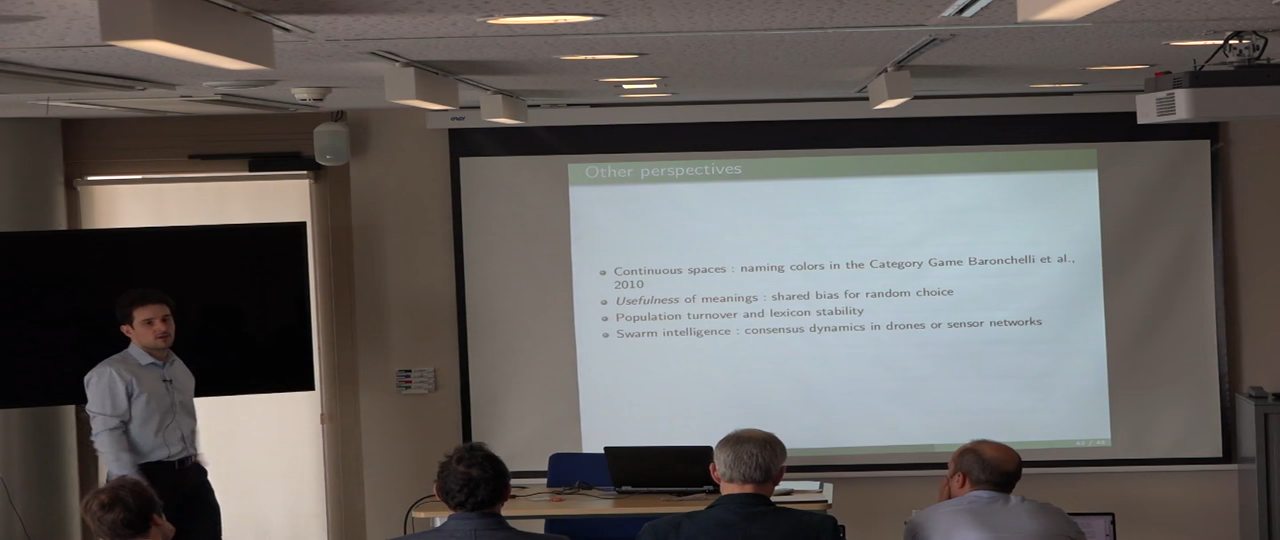 Other perspectives
Continuous spaces : naming colors in the Category Game Baronchelli et al.,
2010
Usefulness of meanings : shared bias for random choice
Population turnover and lexicon stability
Swarm intelligence : consensus dynamics in drones or sensor networks